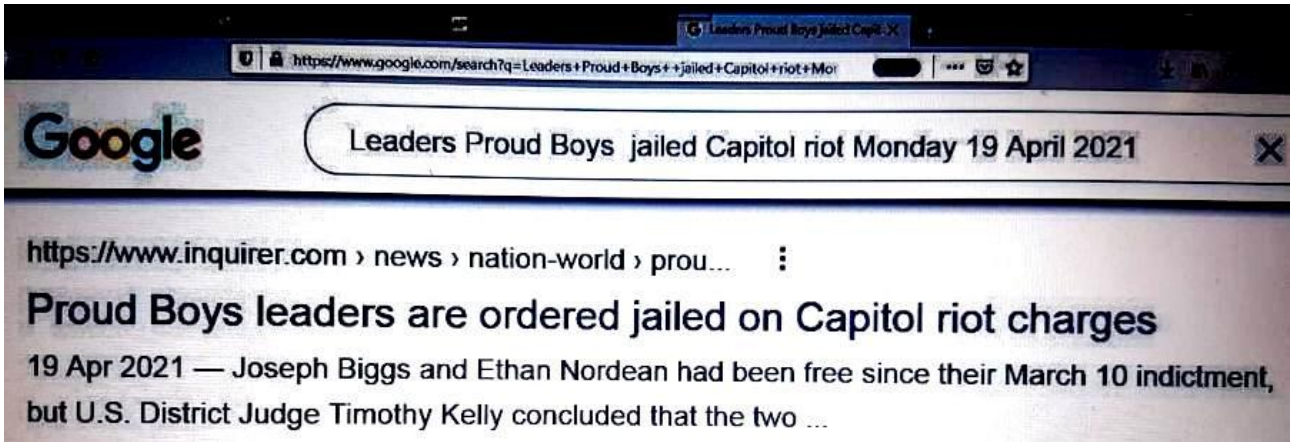 Leaders Proud Boys jailed Capit
https://www.google.com/search?q=Leaders+Proud+Boys++jailed+Capitol+riot+Mor
Google
Leaders Proud Boys jailed Capitol riot Monday 19 April 2021
https://www.inquirer.com › news › nation-world › prou...
Proud Boys leaders are ordered jailed on Capitol riot charges
19 Apr 2021 — Joseph Biggs and Ethan Nordean had been free since their March 10 indictment,
but U.S. District Judge Timothy Kelly concluded that the two ...